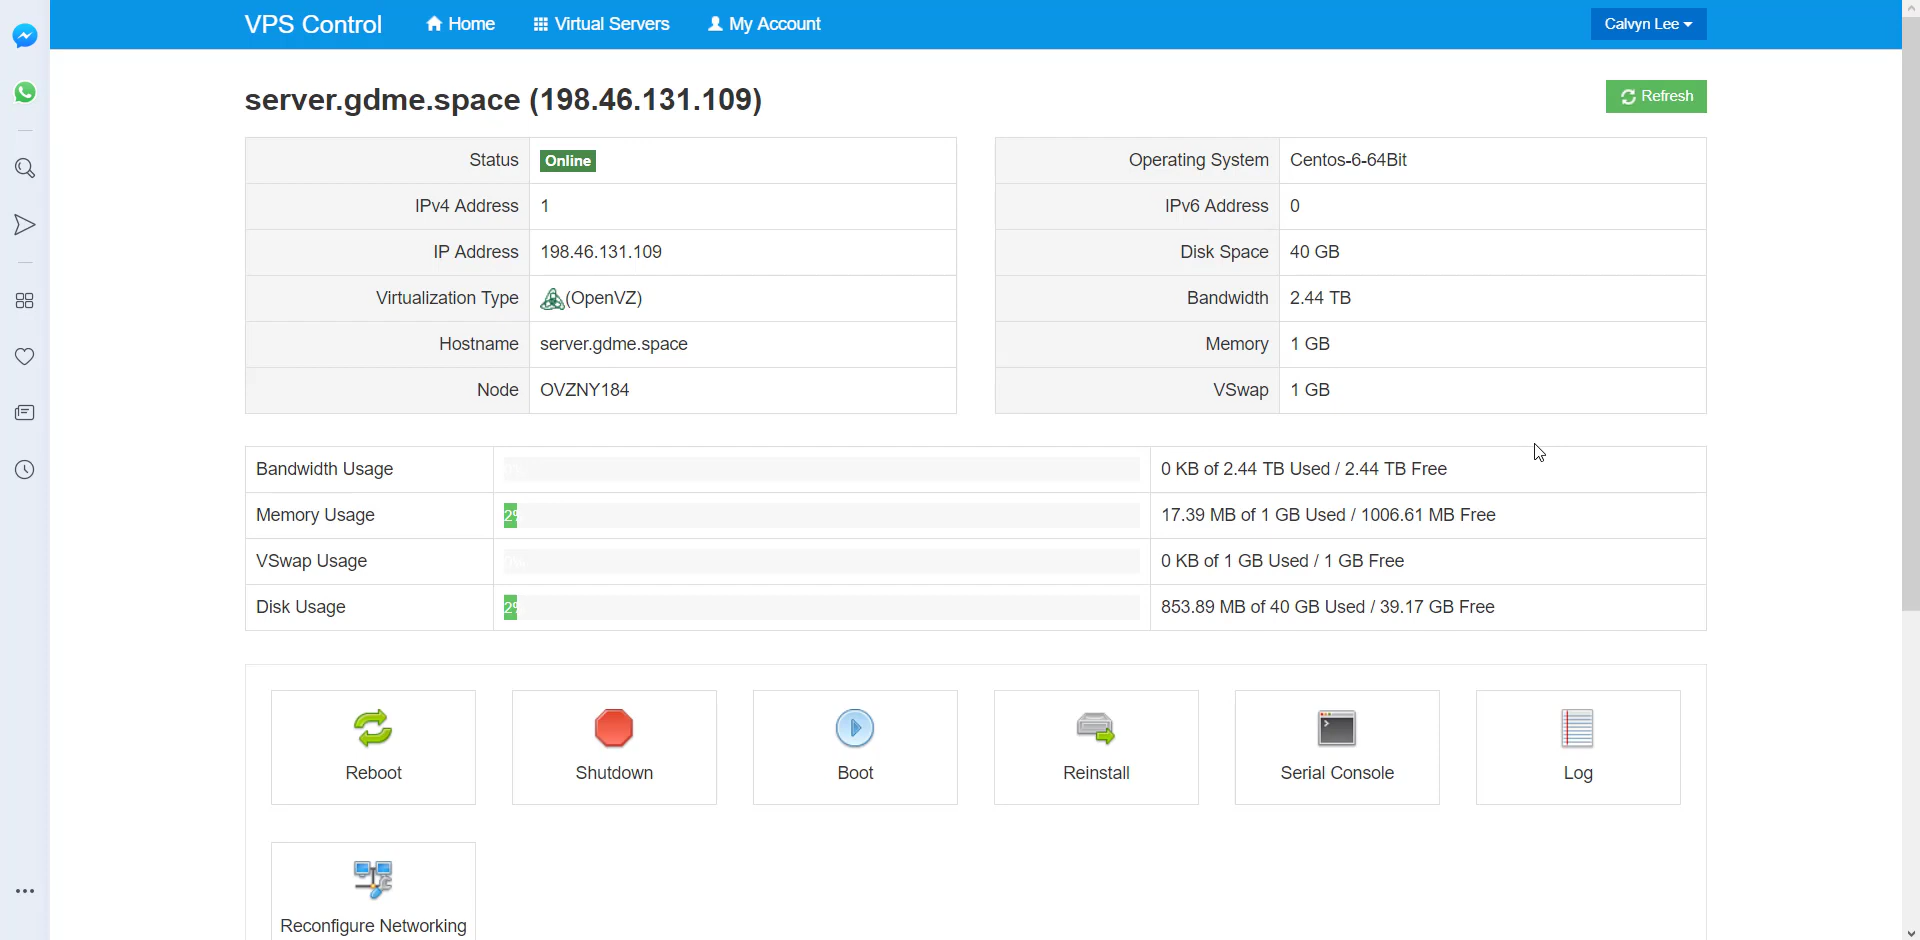 VPS Control
Home
Virtual Servers
My Account
Calvyn Lee
server.gdme.space (198.46.131.109)
Refresh
Status Online
IPv4 Address 1
IP Address 198.46.131.109
Virtualization Type (OpenVZ)
Hostname server.gdme.space
Node OVZNY184
Operating System Centos-6-64Bit
IPv6 Address 0
Disk Space 40 GB
Bandwidth 2.44 TB
Memory 1 GB
VSwap 1 GB
Bandwidth Usage 0 KB of 2.44 TB Used / 2.44 TB Free
Memory Usage 2% 17.39 MB of 1 GB Used / 1006.61 MB Free
VSwap Usage 0% 0 KB of 1 GB Used / 1 GB Free
Disk Usage 2% 853.89 MB of 40 GB Used / 39.17 GB Free
Reboot
Shutdown
Boot
Reinstall
Serial Console
Log
Reconfigure Networking